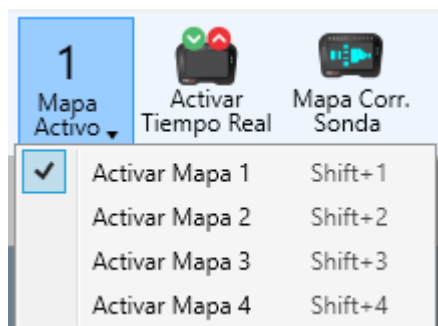 1
Mapa
Activo
Activar
Tiempo Real
Mapa Corr.
Sonda
Activar Mapa 1 Shift+1
Activar Mapa 2 Shift+2
Activar Mapa 3 Shift+3
Activar Mapa 4 Shift+4